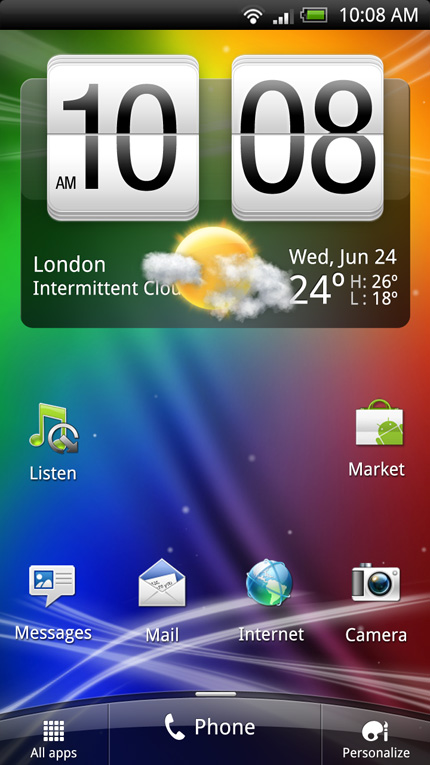 10:08 AM
AM 10 08
London
Intermittent Clou
Wed, Jun 24
24° H: 26°
L: 18°
Listen
Market
Messages
Mail
Internet
Camera
All apps
Phone
Personalize